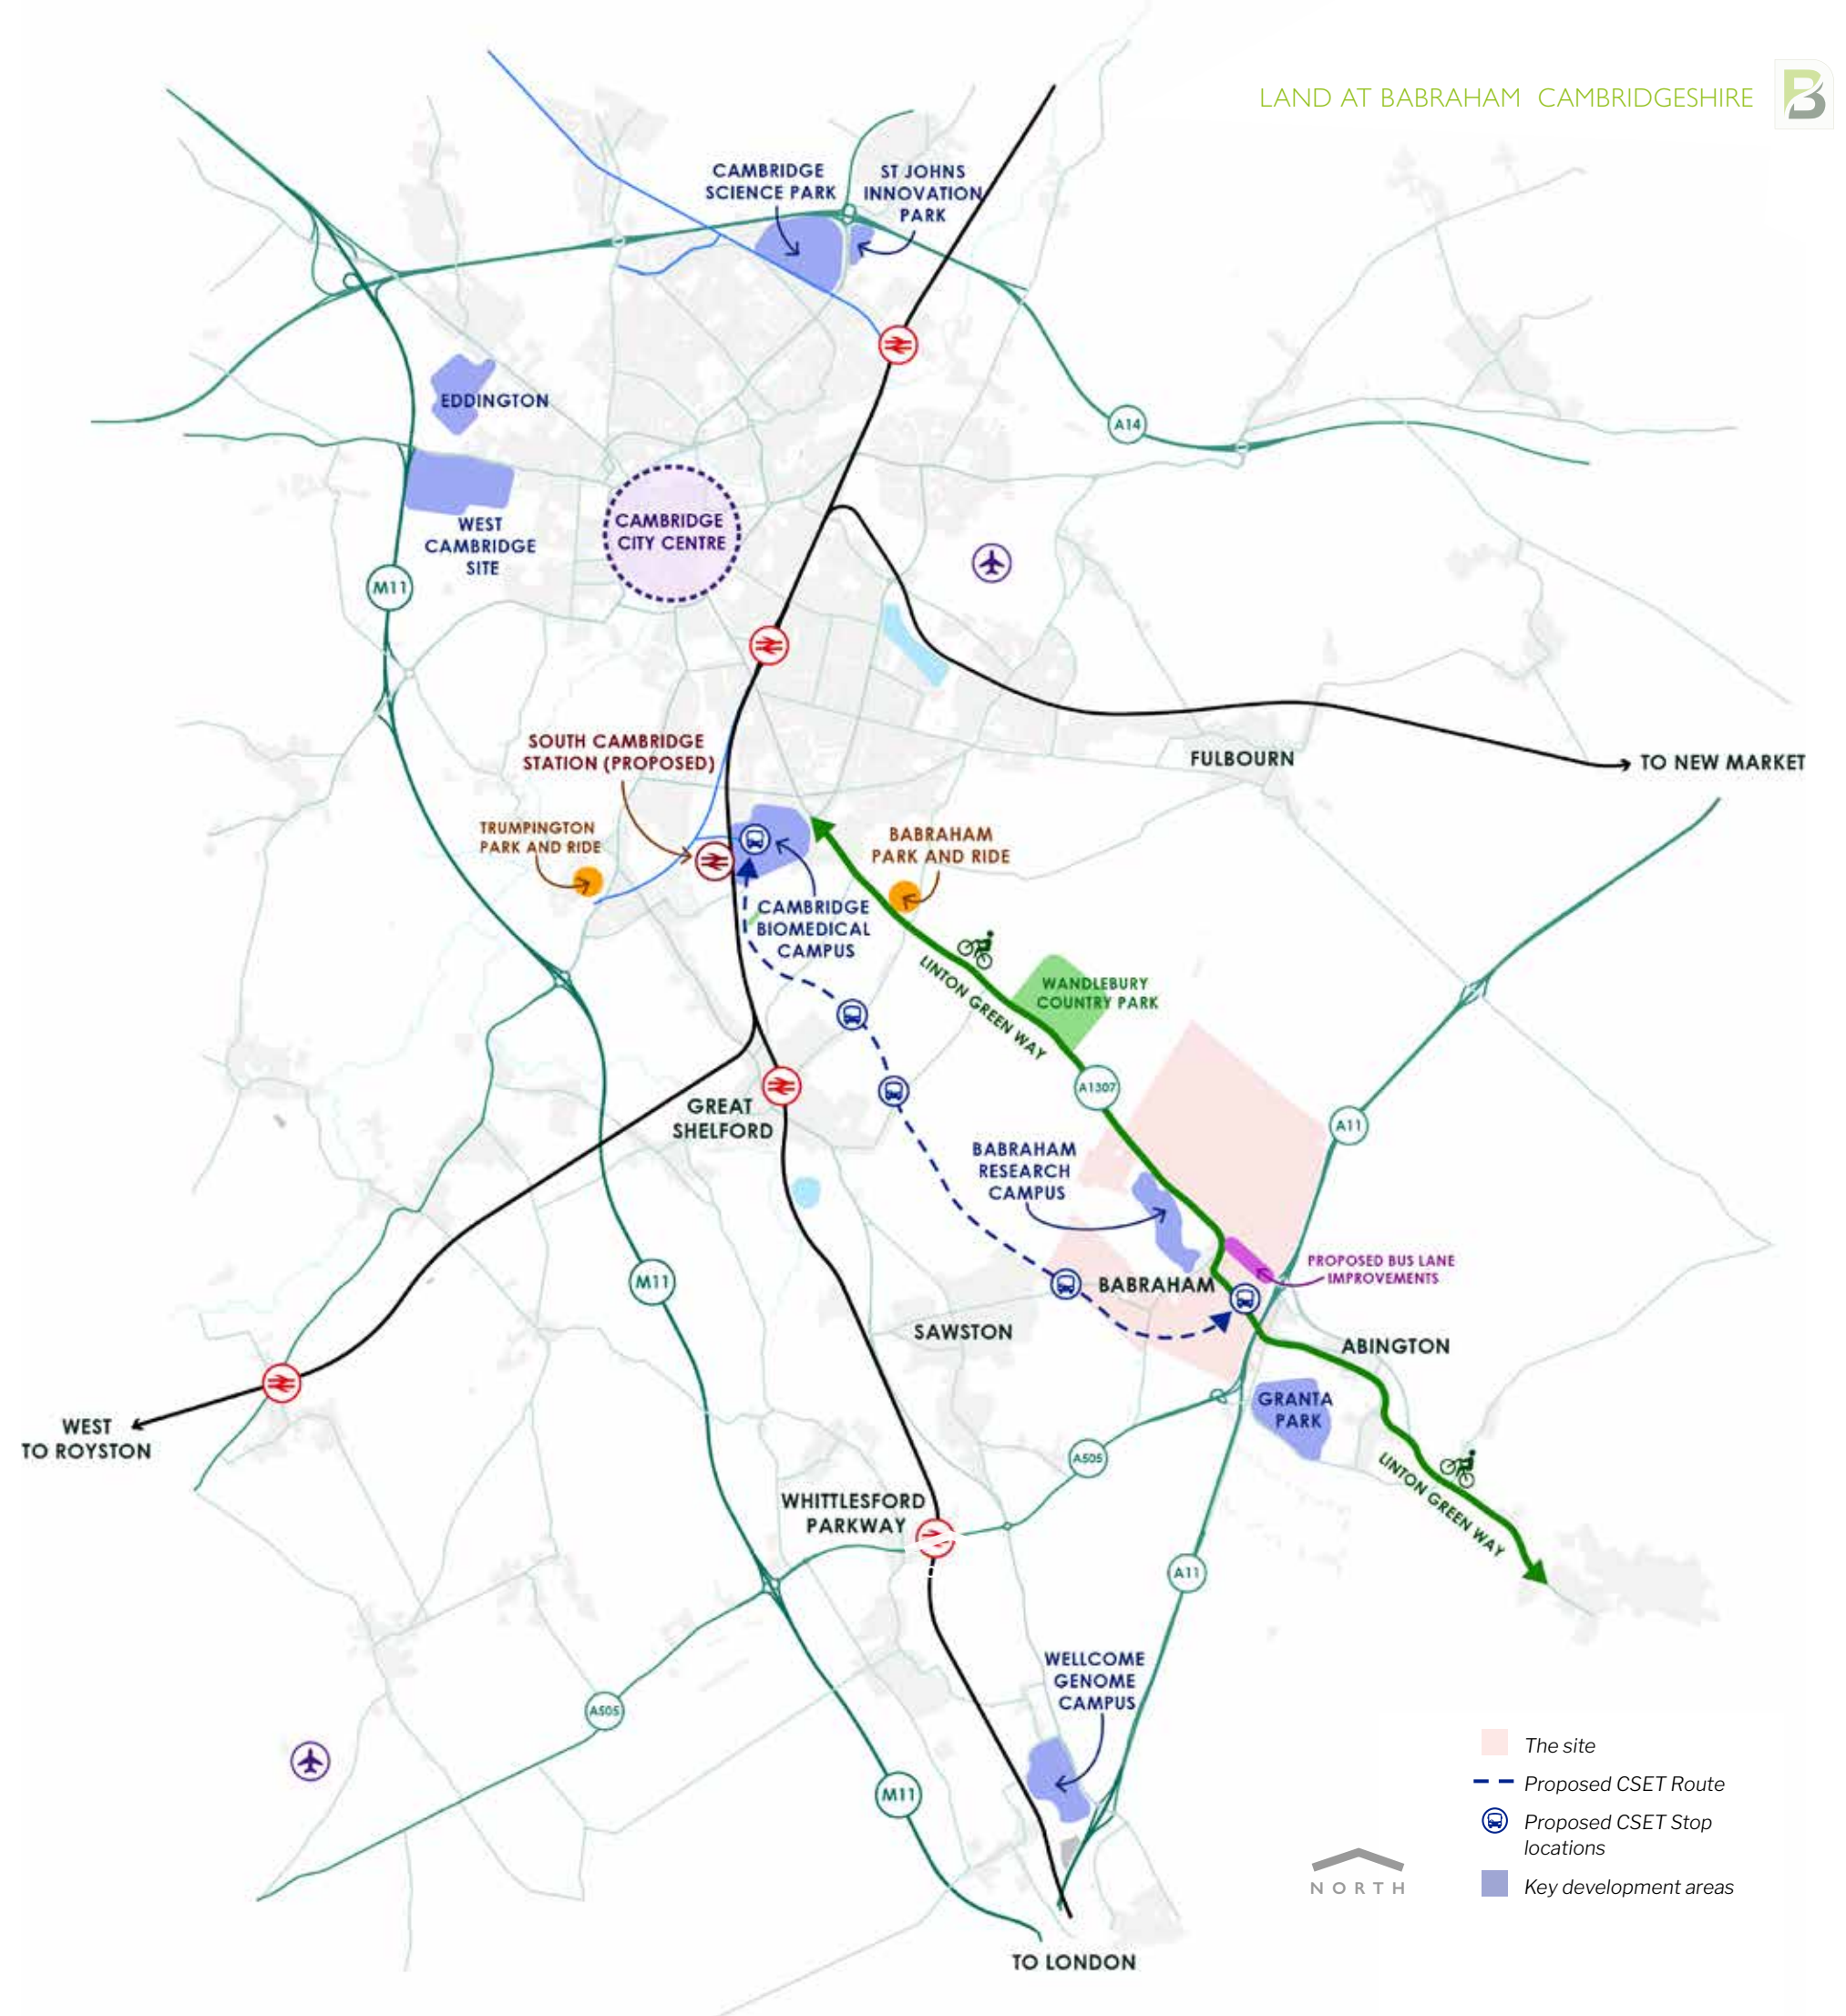 LAND AT BABRAHAM CAMBRIDGESHIRE
B
CAMBRIDGE
SCIENCE PARK
ST JOHNS
INNOVATION
PARK
EDDINGTON
A14
WEST
CAMBRIDGE
SITE
CAMBRIDGE
CITY CENTRE
M11
SOUTH CAMBRIDGE
STATION (PROPOSED)
FULBOURN
TO NEW MARKET
TRUMPINGTON
PARK AND RIDE
BABRAHAM
PARK AND RIDE
CAMBRIDGE
BIOMEDICAL
CAMPUS
LINTON GREEN WAY
WANDLEBURY
COUNTRY PARK
A1307
GREAT
SHELFORD
A11
BABRAHAM
RESEARCH
CAMPUS
M11
BABRAHAM
PROPOSED BUS LANE
IMPROVEMENTS
SAWSTON
ABINGTON
WEST
TO ROYSTON
GRANTA
PARK
A505
LINTON GREEN WAY
WHITTLESFORD
PARKWAY
A11
WELLCOME
GENOME
CAMPUS
A505
M11
TO LONDON
NORTH
The site
Proposed CSET Route
Proposed CSET Stop
locations
Key development areas